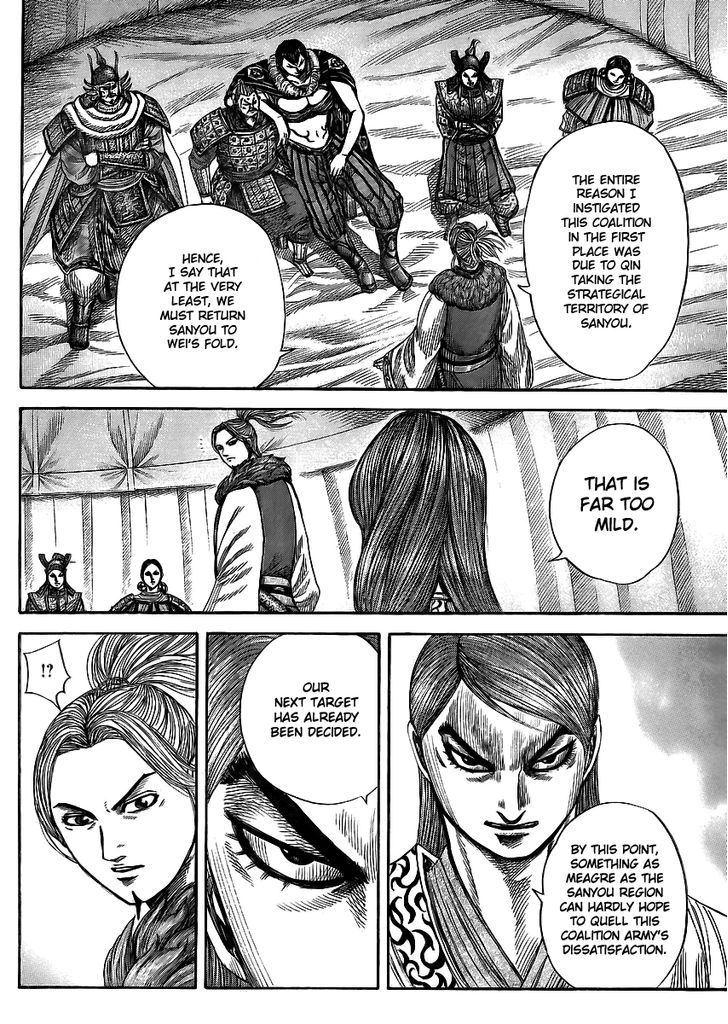 THE ENTIRE
REASON I
INSTIGATED
THIS COALITION
IN THE FIRST
PLACE WAS
DUE TO QIN
TAKING THE
STRATEGICAL
TERRITORY OF
SANYOU.
HENCE,
I SAY THAT
AT THE VERY
LEAST, WE
MUST RETURN
SANYOU TO
WEI'S FOLD.
THAT IS
FAR TOO
MILD.
BY THIS POINT,
SOMETHING AS
MEAGRE AS THE
SANYOU REGION
CAN HARDLY HOPE
TO QUELL THIS
COALITION ARMY'S
DISSATISFACTION.
OUR
NEXT TARGET
HAS ALREADY
BEEN DECIDED.
!?